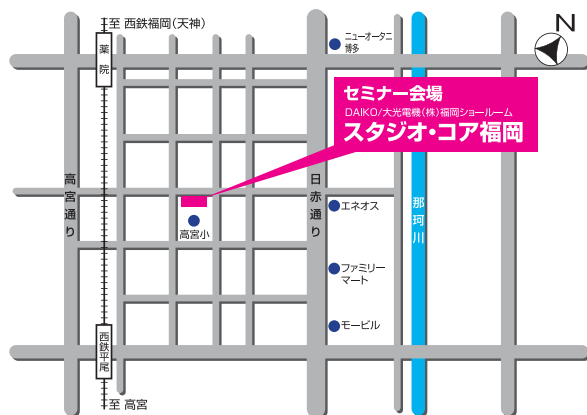 至 西鉄福岡(天神)
ニューオータニ
博多
N
薬院
セミナー会場
DAIKO/大光電機(株)福岡ショールーム
スタジオ・コア福岡
高宮通り
日赤通り
那珂川
エネオス
高宮小
ファミリー
マート
モービル
西鉄平尾
至 高宮